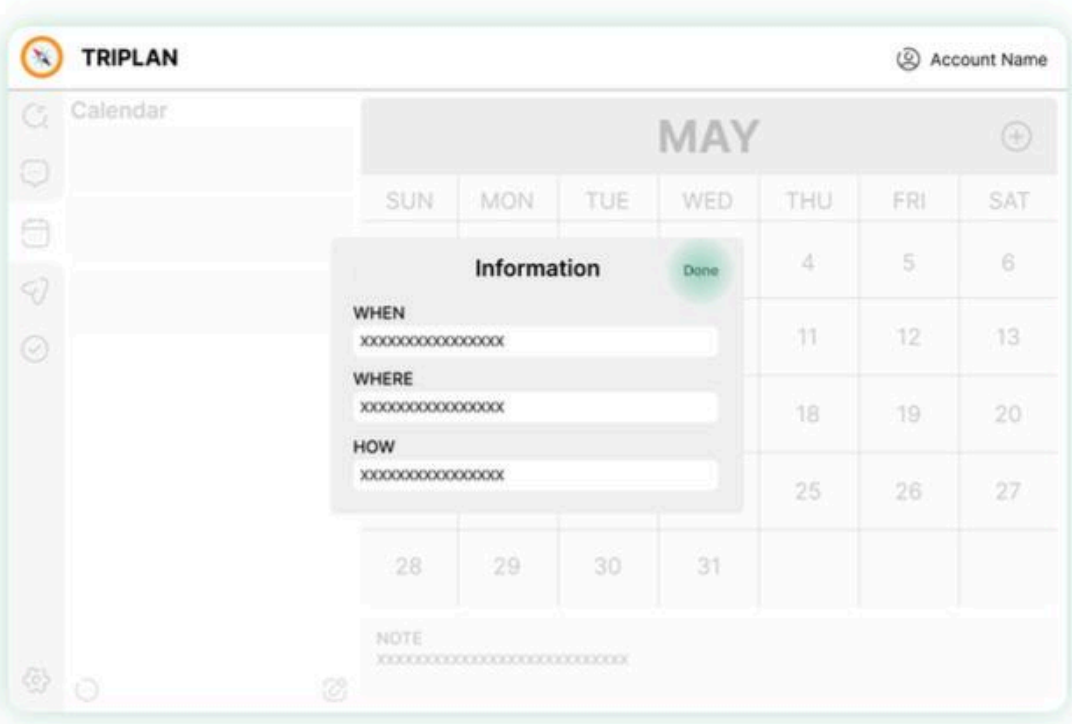 TRIPLAN
Account Name
Calendar
MAY
SUN MON TUE WED THU FRI SAT
4 5 6
11 12 13
18 19 20
25 26 27
28 29 30 31
Information
Done
WHEN
xxxxxxxxxxxxxxxx
WHERE
xxxxxxxxxxxxxxxx
HOW
xxxxxxxxxxxxxxxx
NOTE
xxxxxxxxxxxxxxxxxxxxxxxxxxxx